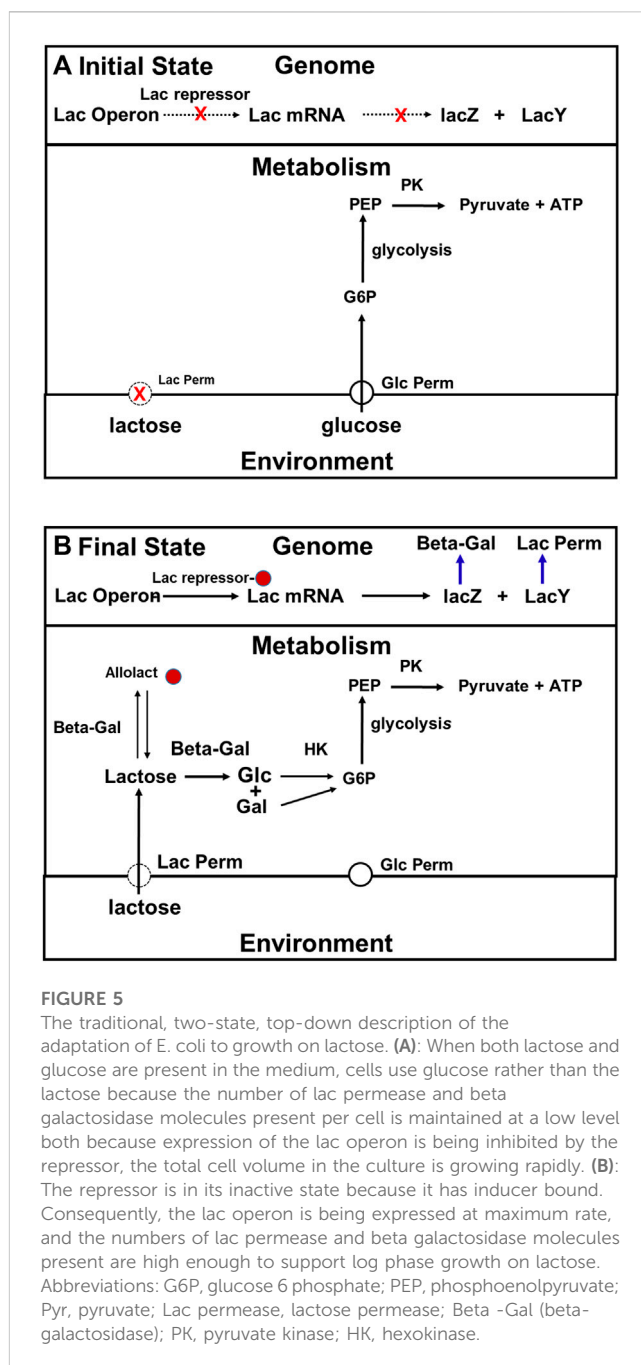 A Initial State Genome
Lac repressor
Lac Operon X Lac mRNA X lacZ + LacY
Metabolism
PK
PEP Pyruvate + ATP
glycolysis
G6P
X Lac Perm Glc Perm
lactose glucose
Environment
B Final State Genome Beta-Gal Lac Perm
Lac repressor-
Lac Operon Lac mRNA lacZ + LacY
Metabolism
Allolact PK
PEP Pyruvate + ATP
Beta-Gal glycolysis
Beta-Gal HK
Lactose Glc G6P
+
Gal
Lac Perm Glc Perm
lactose
Environment
FIGURE 5
The traditional, two-state, top-down description of the
adaptation of E. coli to growth on lactose. (A): When both lactose and
glucose are present in the medium, cells use glucose rather than the
lactose because the number of lac permease and beta
galactosidase molecules present per cell is maintained at a low level
both because expression of the lac operon is being inhibited by the
repressor, the total cell volume in the culture is growing rapidly. (B):
The repressor is in its inactive state because it has inducer bound.
Consequently, the lac operon is being expressed at maximum rate,
and the numbers of lac permease and beta galactosidase molecules
present are high enough to support log phase growth on lactose.
Abbreviations: G6P, glucose 6 phosphate; PEP, phosphoenolpyruvate;
Pyr, pyruvate; Lac permease, lactose permease; Beta -Gal (beta-
galactosidase); PK, pyruvate kinase; HK, hexokinase.